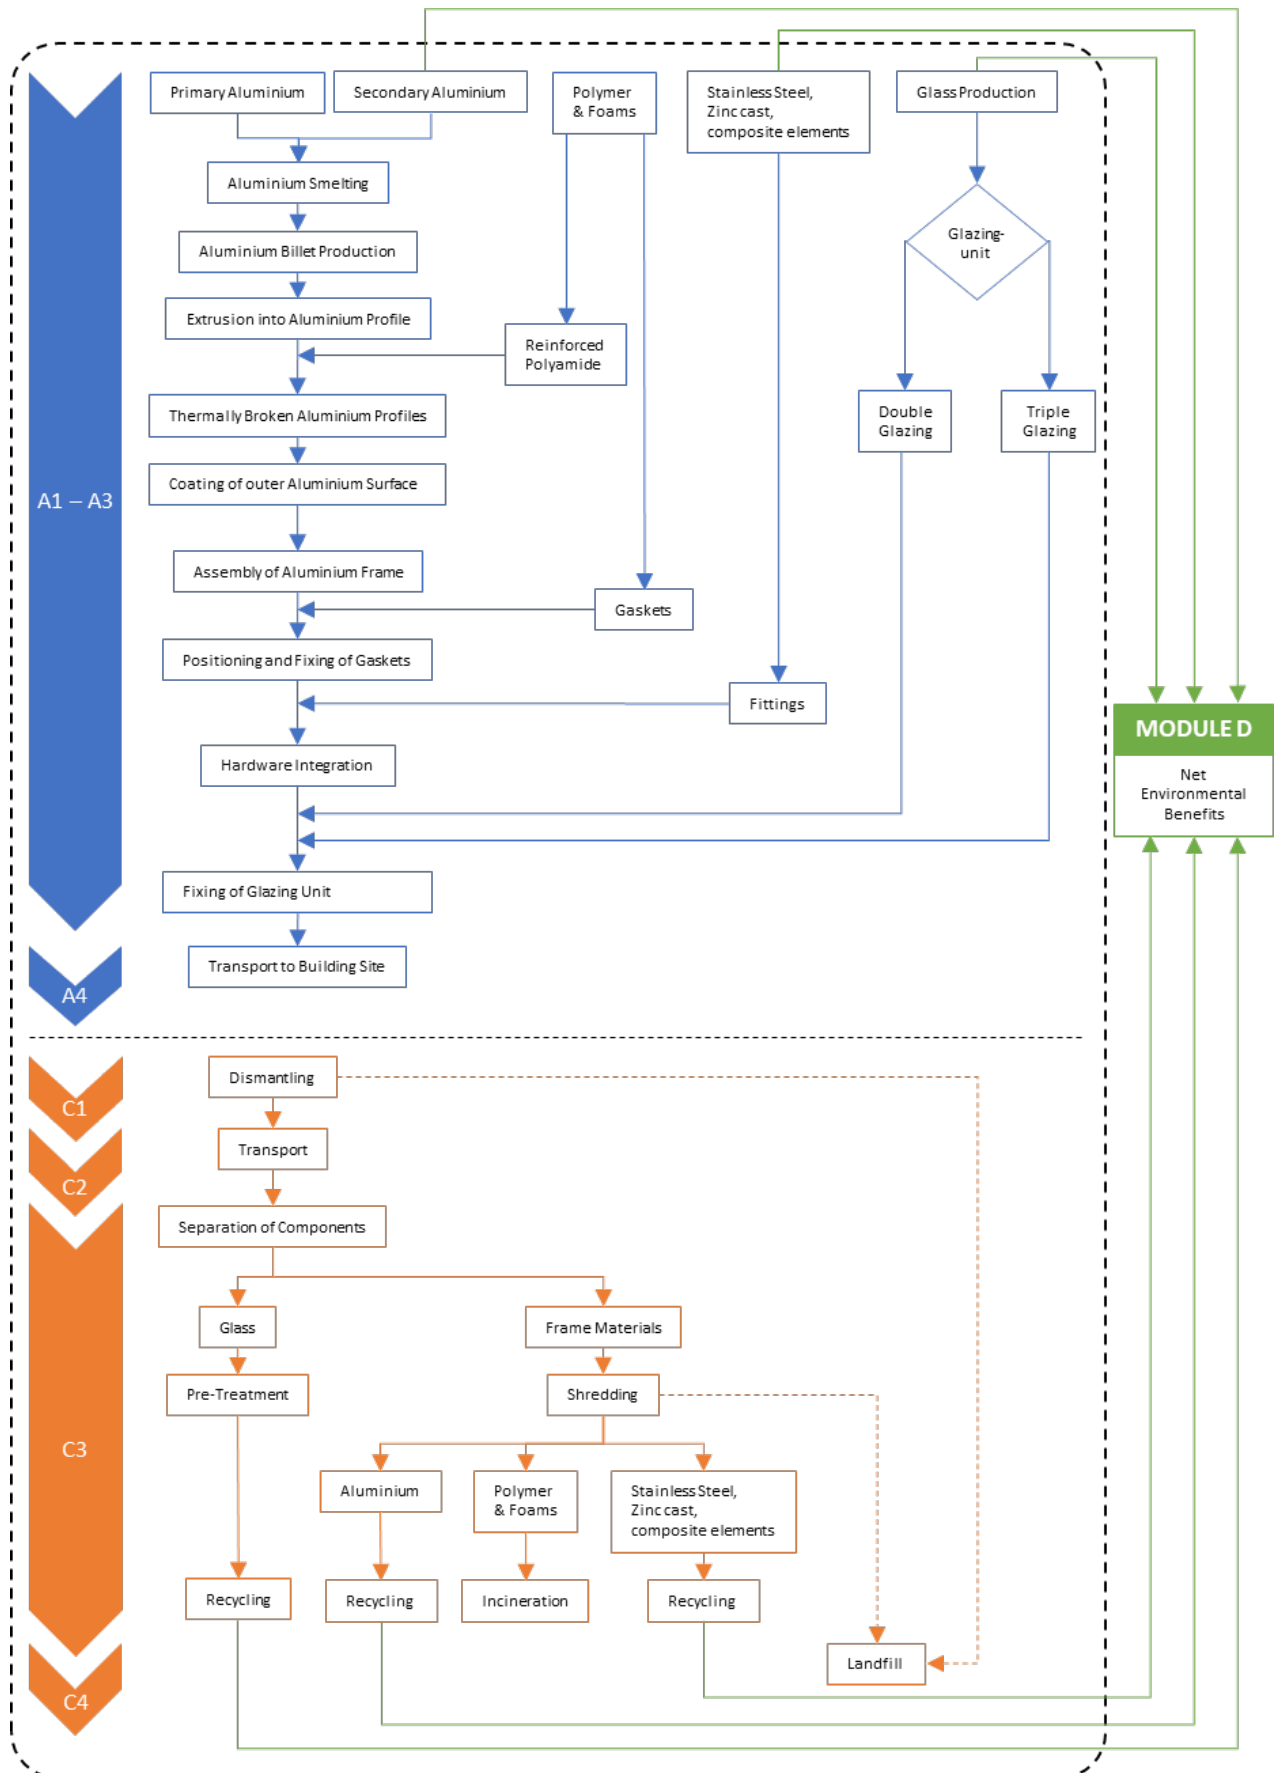 Primary Aluminium
Secondary Aluminium
Polymer
& Foams
Stainless Steel,
Zinc cast,
composite elements
Glass Production
Aluminium Smelting
Aluminium Billet Production
Glazing-
unit
Extrusion into Aluminium Profile
Reinforced
Polyamide
Thermally Broken Aluminium Profiles
Double
Glazing
Triple
Glazing
Coating of outer Aluminium Surface
A1 – A3
Assembly of Aluminium Frame
Gaskets
Positioning and Fixing of Gaskets
Fittings
MODULE D
Net
Environmental
Benefits
Hardware Integration
Fixing of Glazing Unit
Transport to Building Site
A4
Dismantling
C1
Transport
C2
Separation of Components
Glass
Frame Materials
Pre-Treatment
Shredding
C3
Aluminium
Polymer
& Foams
Stainless Steel,
Zinc cast,
composite elements
Recycling
Recycling
Incineration
Recycling
Landfill
C4